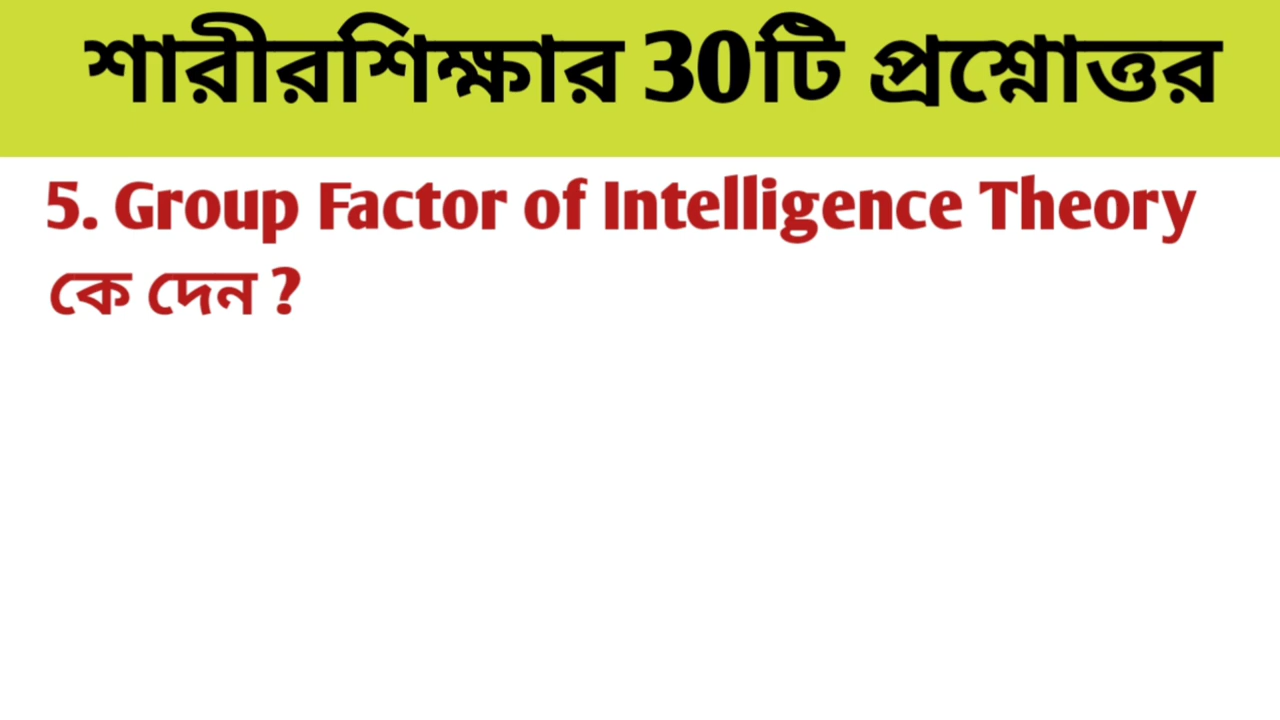 শারীরশিক্ষার 30টি প্রশ্নোত্তর
5. Group Factor of Intelligence Theory
কে দেন ?